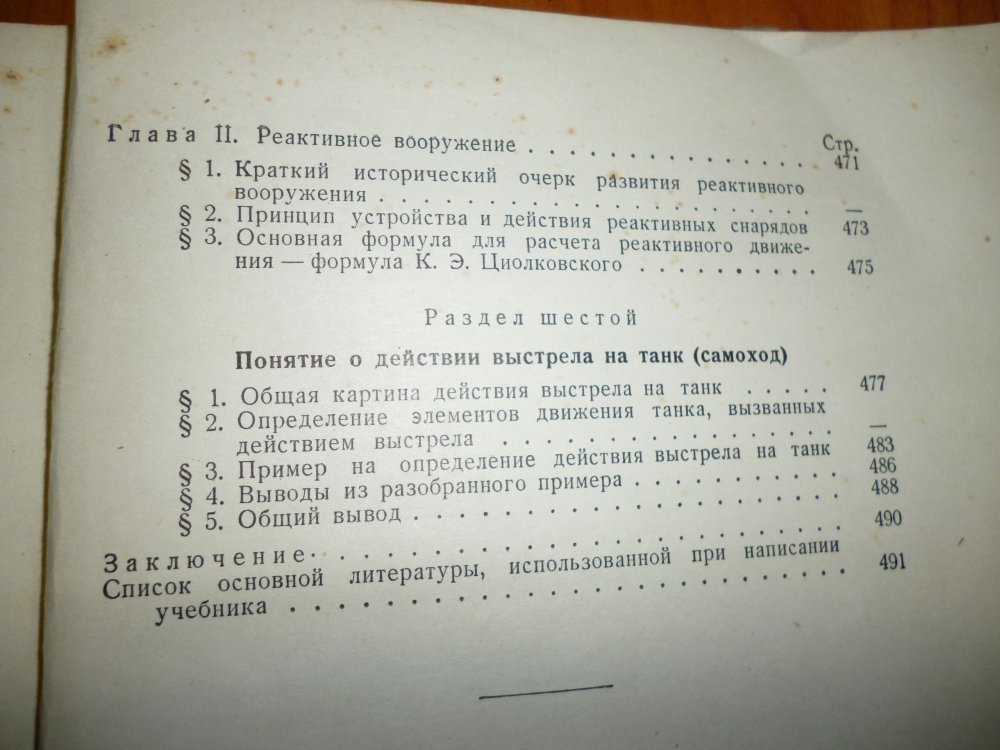 Стр.
Глава II. Реактивное вооружение . . . . . . . . . . . . . . . 471
§ 1. Краткий исторический очерк развития реактивного
вооружения . . . . . . . . . . . . . . . . . . . . . —
§ 2. Принцип устройства и действия реактивных снарядов 473
§ 3. Основная формула для расчета реактивного движе-
ния — формула К. Э. Циолковского . . . . . . . . . . 475
Раздел шестой
Понятие о действии выстрела на танк (самоход)
§ 1. Общая картина действия выстрела на танк . . . . . 477
§ 2. Определение элементов движения танка, вызванных
действием выстрела . . . . . . . . . . . . . . . . . —
§ 3. Пример на определение действия выстрела на танк 483
§ 4. Выводы из разобранного примера . . . . . . . . . . . 486
§ 5. Общий вывод . . . . . . . . . . . . . . . . . . . . . . 488
Заключение . . . . . . . . . . . . . . . . . . . . . . . . . . 490
Список основной литературы, использованной при написании
учебника . . . . . . . . . . . . . . . . . . . . . . . . . . . . 491